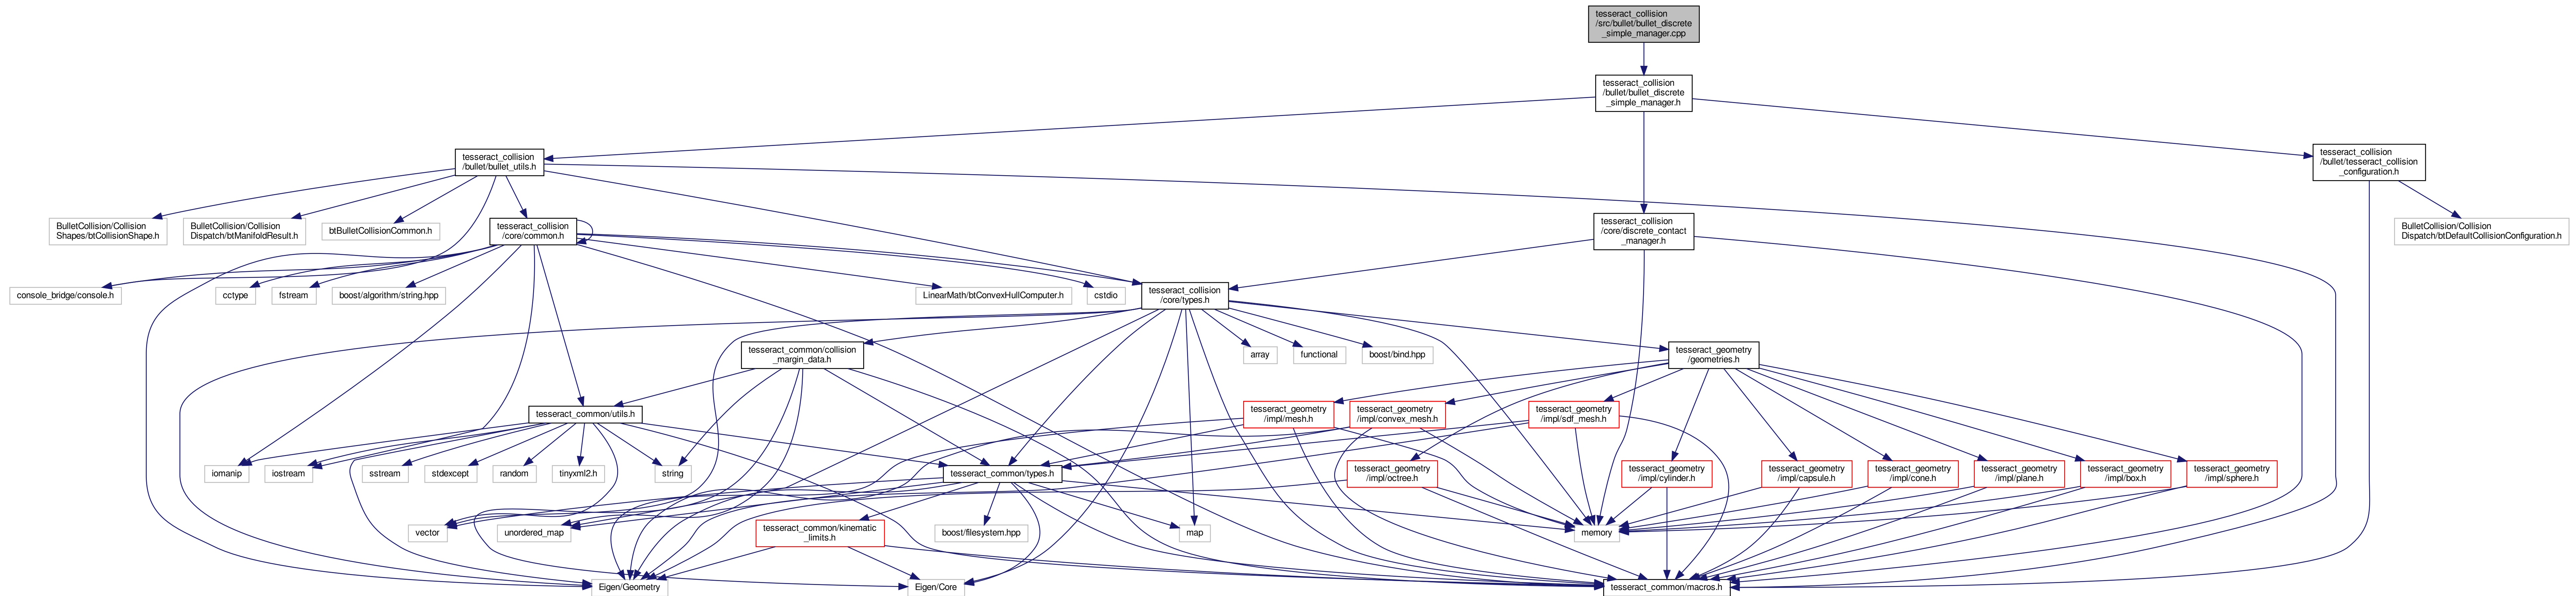 tesseract_collision
/src/bullet/bullet_discrete
_simple_manager.cpp
tesseract_collision
/bullet/bullet_discrete
_simple_manager.h
tesseract_collision
/bullet/bullet_utils.h
tesseract_collision
/bullet/tesseract_collision
_configuration.h
BulletCollision/Collision
Shapes/btCollisionShape.h
BulletCollision/Collision
Dispatch/btManifoldResult.h
btBulletCollisionCommon.h
tesseract_collision
/core/common.h
tesseract_collision
/core/discrete_contact
_manager.h
BulletCollision/Collision
Dispatch/btDefaultCollisionConfiguration.h
console_bridge/console.h
cctype
fstream
boost/algorithm/string.hpp
LinearMath/btConvexHullComputer.h
cstdio
tesseract_collision
/core/types.h
tesseract_common/collision
_margin_data.h
array
functional
boost/bind.hpp
tesseract_geometry
/geometries.h
tesseract_common/utils.h
tesseract_geometry
/impl/mesh.h
tesseract_geometry
/impl/convex_mesh.h
tesseract_geometry
/impl/sdf_mesh.h
iomanip
iostream
sstream
stdexcept
random
tinyxml2.h
string
tesseract_common/types.h
tesseract_geometry
/impl/octree.h
tesseract_geometry
/impl/cylinder.h
tesseract_geometry
/impl/capsule.h
tesseract_geometry
/impl/cone.h
tesseract_geometry
/impl/plane.h
tesseract_geometry
/impl/box.h
tesseract_geometry
/impl/sphere.h
vector
unordered_map
tesseract_common/kinematic
_limits.h
boost/filesystem.hpp
map
memory
Eigen/Geometry
Eigen/Core
tesseract_common/macros.h